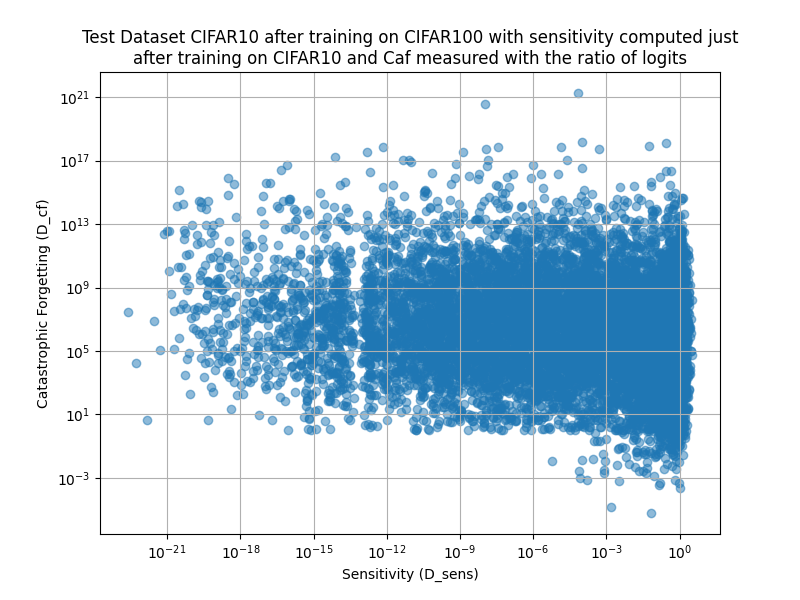 Test Dataset CIFAR10 after training on CIFAR100 with sensitivity computed just
after training on CIFAR10 and Caf measured with the ratio of logits
Catastrophic Forgetting (D_cf)
10^21
10^17
10^13
10^9
10^5
10^1
10^−3
10^−21 10^−18 10^−15 10^−12 10^−9 10^−6 10^−3 10^0
Sensitivity (D_sens)